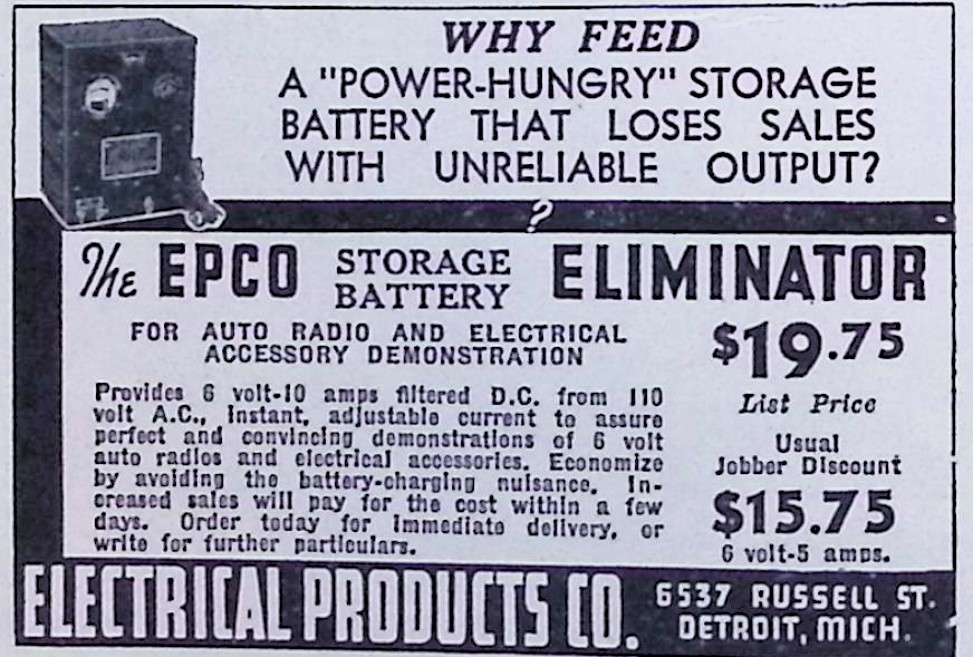 WHY FEED
A "POWER-HUNGRY" STORAGE
BATTERY THAT LOSES SALES
WITH UNRELIABLE OUTPUT?
?
The EPCO STORAGE BATTERY ELIMINATOR
FOR AUTO RADIO AND ELECTRICAL
ACCESSORY DEMONSTRATION
Provides 6 volt-10 amps filtered D.C. from 110
volt A.C., Instant, adjustable current to assure
perfect and convincing demonstrations of 6 volt
auto radios and electrical accessories. Economize
by avoiding the battery-charging nuisance. In-
creased sales will pay for the cost within a few
days. Order today for immediate delivery, or
write for further particulars.
$19.75
List Price
Usual
Jobber Discount
$15.75
6 volt-5 amps.
ELECTRICAL PRODUCTS CO.
6537 RUSSELL ST.
DETROIT, MICH.